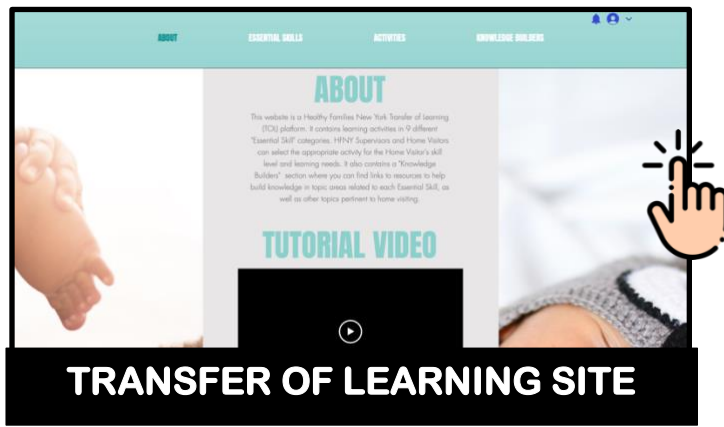 ABOUT ESSENTIAL SKILLS ACTIVITIES KNOWLEDGE BUILDERS
ABOUT
This website is a Healthy Families New York Transfer of Learning
(TOL) platform. It contains learning activities in 9 different
"Essential Skill" categories. HFNY Supervisors and Home Visitors
can select the appropriate activity for the Home Visitor's skill
level and learning needs. It also contains a "Knowledge
Builders" section where you can find links to resources to help
build knowledge in topic areas related to each Essential Skill, as
well as other topics pertinent to home visiting.
TUTORIAL VIDEO
TRANSFER OF LEARNING SITE